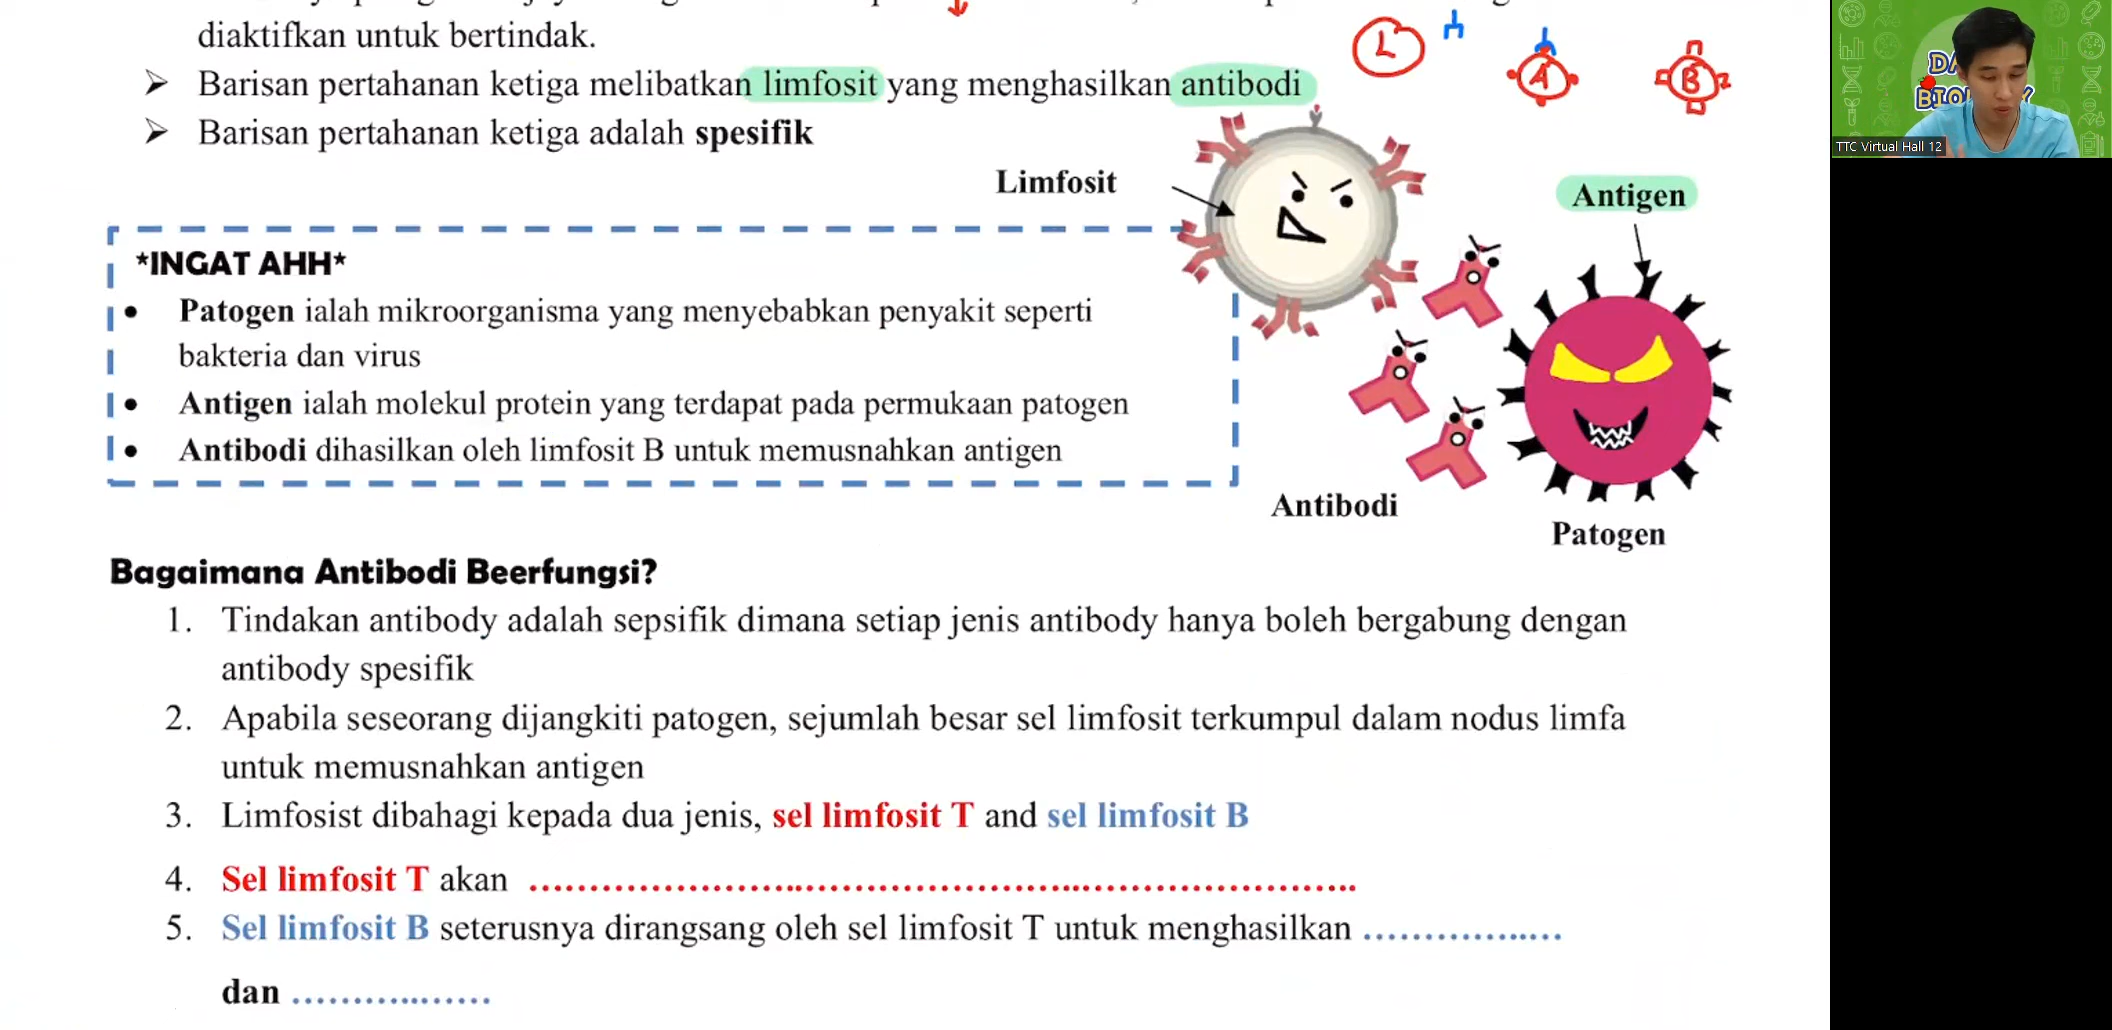 diaktifkan untuk bertindak.
➢ Barisan pertahanan ketiga melibatkan limfosit yang menghasilkan antibodi
➢ Barisan pertahanan ketiga adalah spesifik
L
A
B
TTC Virtual Hall 12
Limfosit
Antigen
*INGAT AHH*
• Patogen ialah mikroorganisma yang menyebabkan penyakit seperti
bakteria dan virus
• Antigen ialah molekul protein yang terdapat pada permukaan patogen
• Antibodi dihasilkan oleh limfosit B untuk memusnahkan antigen
Antibodi
Patogen
Bagaimana Antibodi Beerfungsi?
1. Tindakan antibody adalah sepsifik dimana setiap jenis antibody hanya boleh bergabung dengan
antibody spesifik
2. Apabila seseorang dijangkiti patogen, sejumlah besar sel limfosit terkumpul dalam nodus limfa
untuk memusnahkan antigen
3. Limfosist dibahagi kepada dua jenis, sel limfosit T and sel limfosit B
4. Sel limfosit T akan ............................................................
5. Sel limfosit B seterusnya dirangsang oleh sel limfosit T untuk menghasilkan ..................
dan ..................